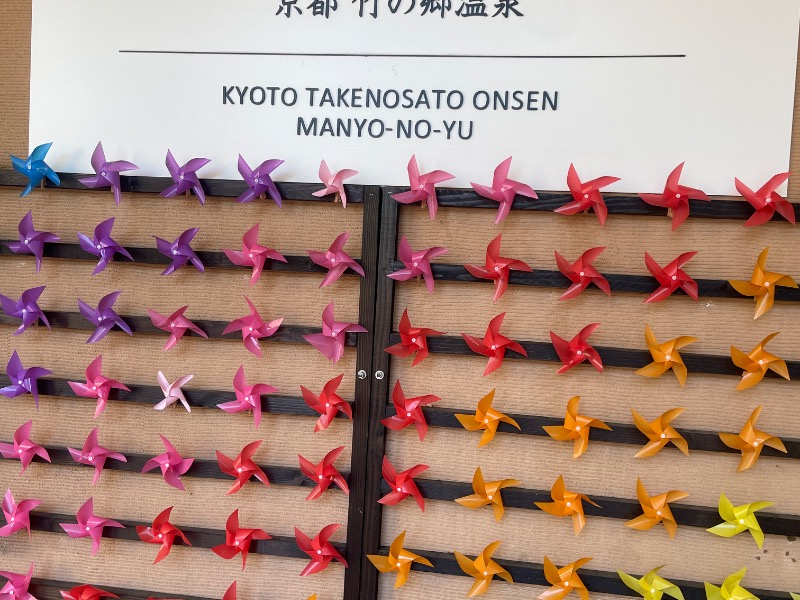 京都 竹の郷温泉
KYOTO TAKENOSATO ONSEN
MANYO-NO-YU